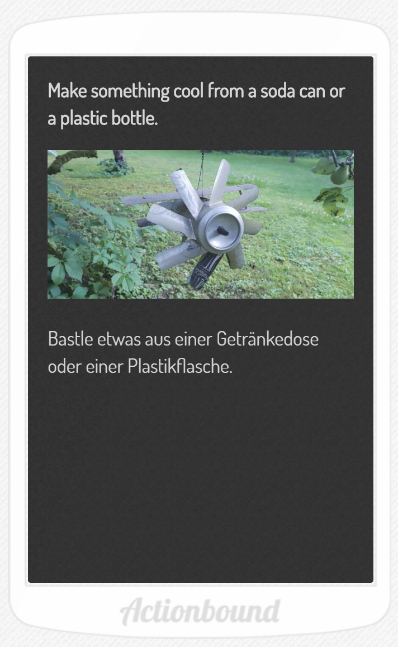 Make something cool from a soda can or
a plastic bottle.
Bastle etwas aus einer Getränkedose
oder einer Plastikflasche.
Actionbound